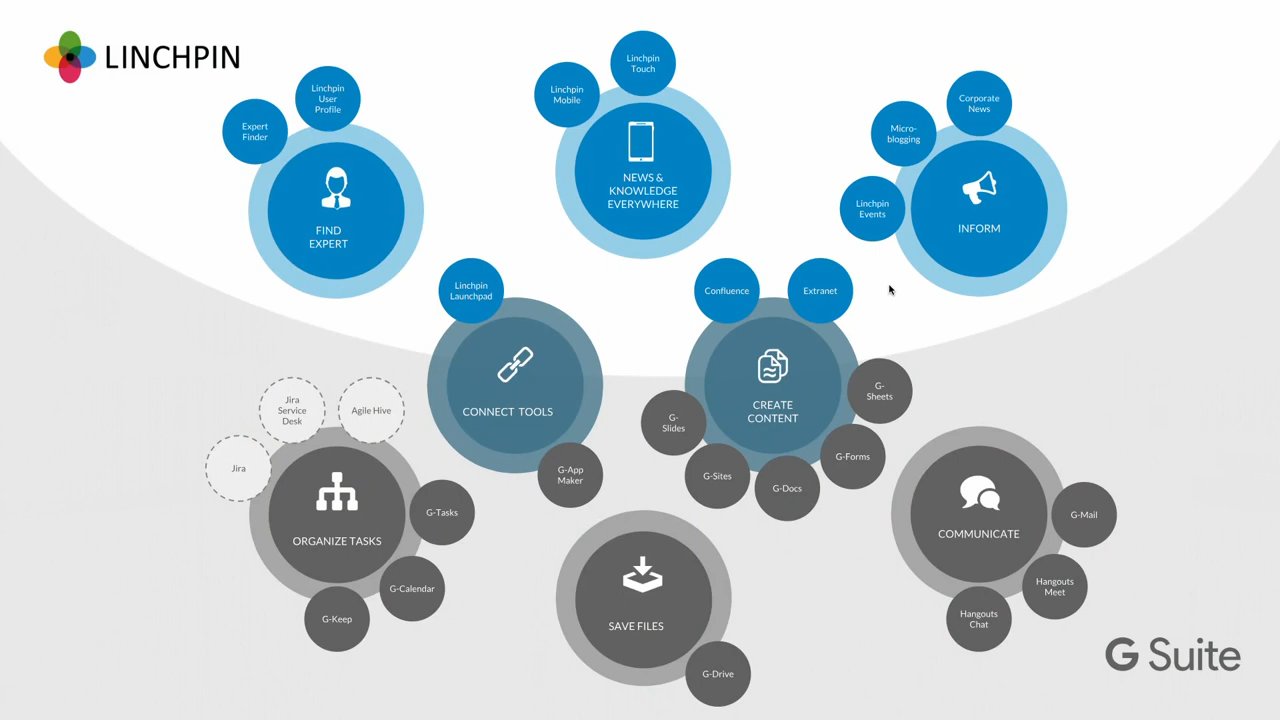 LINCHPIN
Linchpin
User
Profile
Expert
Finder
FIND
EXPERT
Linchpin
Touch
Linchpin
Mobile
NEWS &
KNOWLEDGE
EVERYWHERE
Corporate
News
Micro-
blogging
Linchpin
Events
INFORM
Linchpin
Launchpad
CONNECT TOOLS
G-App
Maker
Confluence
Extranet
CREATE
CONTENT
G-
Slides
G-Sites
G-Docs
G-Forms
G-
Sheets
Jira
Service
Desk
Agile Hive
Jira
ORGANIZE TASKS
G-Tasks
G-Calendar
G-Keep
SAVE FILES
G-Drive
COMMUNICATE
G-Mail
Hangouts
Meet
Hangouts
Chat
G Suite